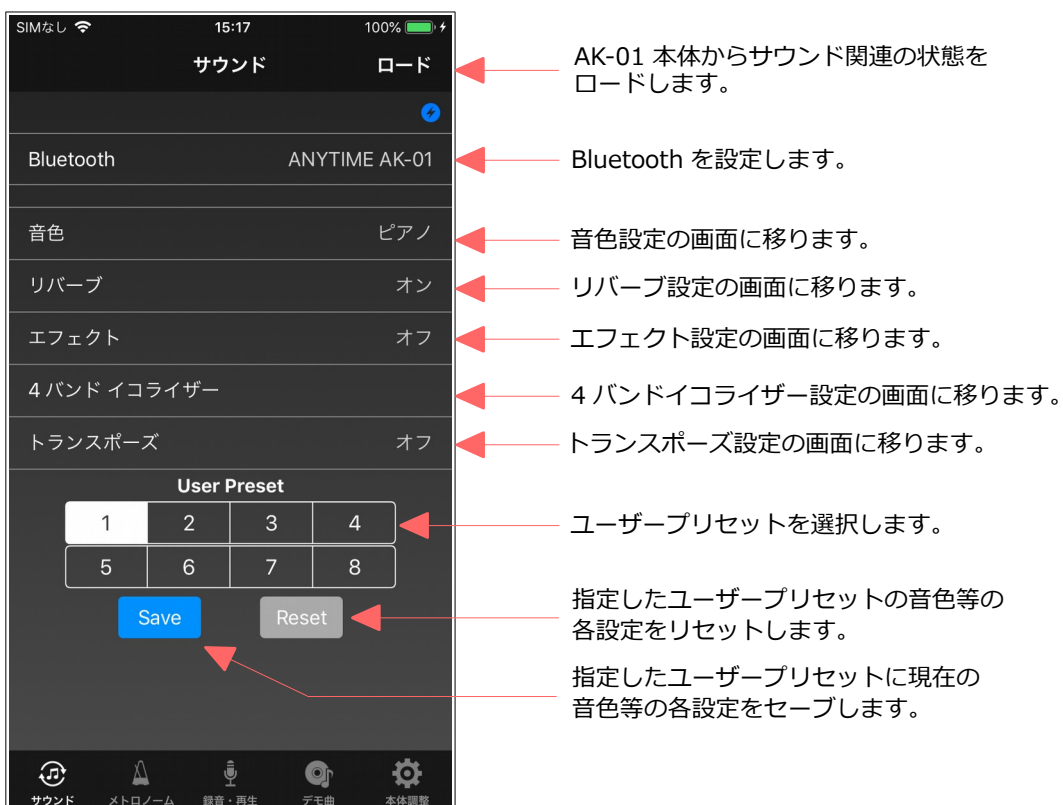 SIMなし 15:17 100%
サウンド ロード
AK-01 本体からサウンド関連の状態を
ロードします。
Bluetooth ANYTIME AK-01
Bluetooth を設定します。
音色 ピアノ
音色設定の画面に移ります。
リバーブ オン
リバーブ設定の画面に移ります。
エフェクト オフ
エフェクト設定の画面に移ります。
4 バンド イコライザー
4 バンドイコライザー設定の画面に移ります。
トランスポーズ オフ
トランスポーズ設定の画面に移ります。
User Preset
1 2 3 4
ユーザープリセットを選択します。
5 6 7 8
Save Reset
指定したユーザープリセットの音色等の
各設定をリセットします。
指定したユーザープリセットに現在の
音色等の各設定をセーブします。
サウンド メトロノーム 録音・再生 デモ曲 本体調整